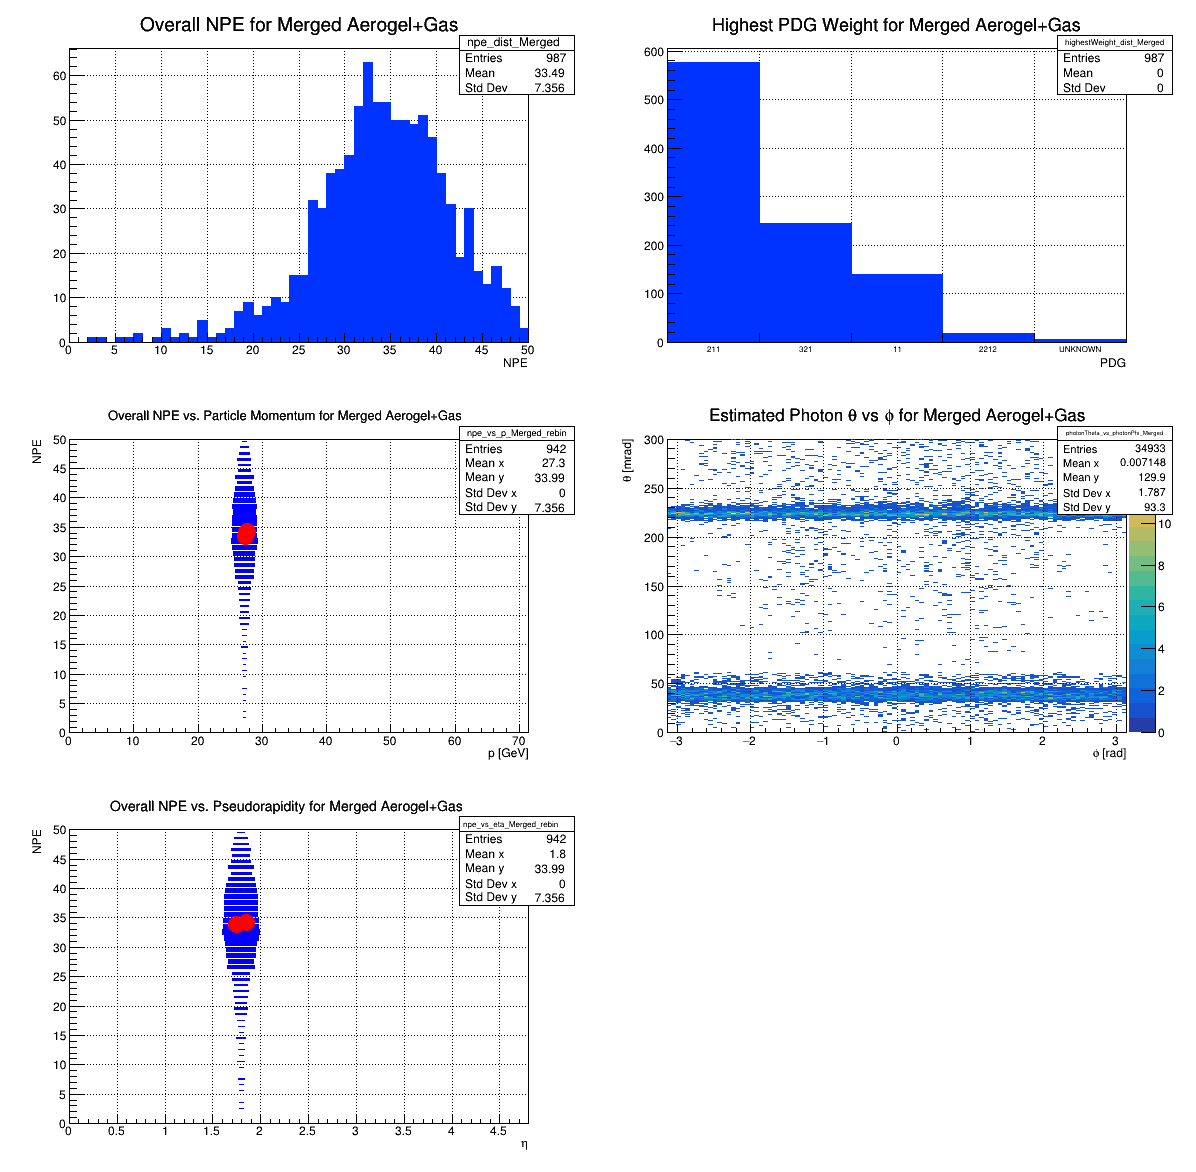 Overall NPE for Merged Aerogel+Gas
npe_dist_Merged
Entries 987
Mean 33.49
Std Dev 7.356
60
50
40
30
20
10
0
0 5 10 15 20 25 30 35 40 45 50
NPE
Highest PDG Weight for Merged Aerogel+Gas
highestWeight_dist_Merged
Entries 987
Mean 0
Std Dev 0
600
500
400
300
200
100
0
211 321 11 2212 UNKNOWN
PDG
Overall NPE vs. Particle Momentum for Merged Aerogel+Gas
npe_vs_p_Merged_rebin
Entries 942
Mean x 27.3
Mean y 33.99
Std Dev x 0
Std Dev y 7.356
NPE
50
45
40
35
30
25
20
15
10
5
0
0 10 20 30 40 50 60 70
p [GeV]
Estimated Photon θ vs ϕ for Merged Aerogel+Gas
photonTheta_vs_photonPhi_Merged
Entries 34933
Mean x 0.007148
Mean y 129.9
Std Dev x 1.787
Std Dev y 93.3
θ [mrad]
300
250
200
150
100
50
0
−3 −2 −1 0 1 2 3
ϕ [rad]
10
8
6
4
2
0
Overall NPE vs. Pseudorapidity for Merged Aerogel+Gas
npe_vs_eta_Merged_rebin
Entries 942
Mean x 1.8
Mean y 33.99
Std Dev x 0
Std Dev y 7.356
NPE
50
45
40
35
30
25
20
15
10
5
0
0 0.5 1 1.5 2 2.5 3 3.5 4 4.5
η